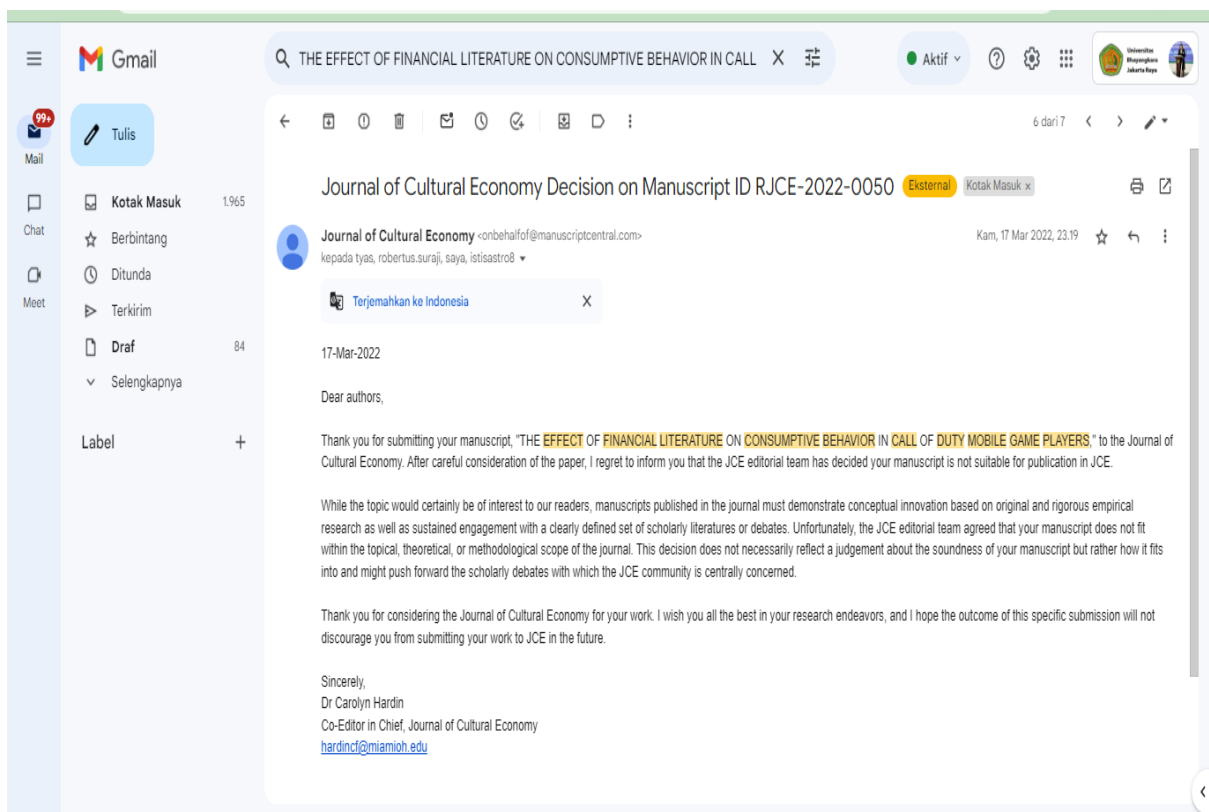 Gmail
THE EFFECT OF FINANCIAL LITERATURE ON CONSUMPTIVE BEHAVIOR IN CALL
Aktif
Universitas
Bhayangkara
Jakarta Raya
99+
Mail
Chat
Meet
Tulis
Kotak Masuk 1.965
Berbintang
Ditunda
Terkirim
Draf 84
Selengkapnya
Label
6 dari 7
Journal of Cultural Economy Decision on Manuscript ID RJCE-2022-0050 Eksternal Kotak Masuk x
Journal of Cultural Economy <onbehalfof@manuscriptcentral.com> Kam, 17 Mar 2022, 23.19
kepada tyas, robertus.suraji, saya, istisastro8
Terjemahkan ke Indonesia
17-Mar-2022
Dear authors,
Thank you for submitting your manuscript, "THE EFFECT OF FINANCIAL LITERATURE ON CONSUMPTIVE BEHAVIOR IN CALL OF DUTY MOBILE GAME PLAYERS," to the Journal of
Cultural Economy. After careful consideration of the paper, I regret to inform you that the JCE editorial team has decided your manuscript is not suitable for publication in JCE.
While the topic would certainly be of interest to our readers, manuscripts published in the journal must demonstrate conceptual innovation based on original and rigorous empirical
research as well as sustained engagement with a clearly defined set of scholarly literatures or debates. Unfortunately, the JCE editorial team agreed that your manuscript does not fit
within the topical, theoretical, or methodological scope of the journal. This decision does not necessarily reflect a judgement about the soundness of your manuscript but rather how it fits
into and might push forward the scholarly debates with which the JCE community is centrally concerned.
Thank you for considering the Journal of Cultural Economy for your work. I wish you all the best in your research endeavors, and I hope the outcome of this specific submission will not
discourage you from submitting your work to JCE in the future.
Sincerely,
Dr Carolyn Hardin
Co-Editor in Chief, Journal of Cultural Economy
hardincf@miamioh.edu